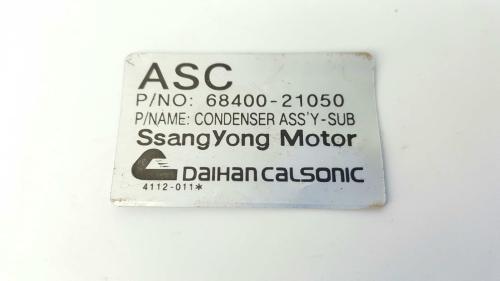 ASC
P/NO: 68400-21050
P/NAME: CONDENSER ASS'Y-SUB
SsangYong Motor
DAIHAN CALSONIC
4112-011*